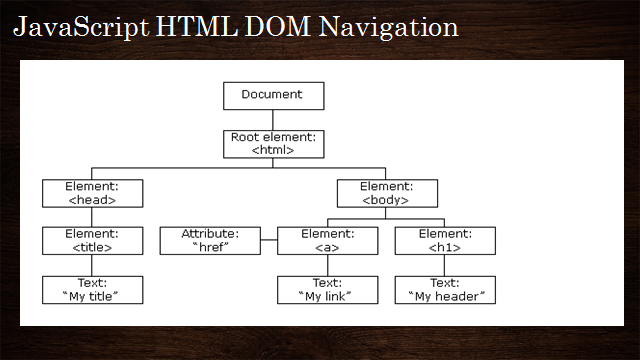 JavaScript HTML DOM Navigation
Document
Root element:
<html>
Element:
<head>
Element:
<body>
Element:
<title>
Attribute:
“href”
Element:
<a>
Element:
<h1>
Text:
“My title”
Text:
“My link”
Text:
“My header”